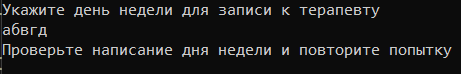 Укажите день недели для записи к терапевту
абвгд
Проверьте написание дня недели и повторите попытку